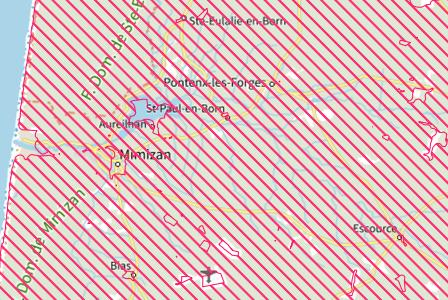 Ste-Eulalie-en-Born
F. Dom. de Ste-E
Pontenx-les-Forges
St-Paul-en-Born
Aureilhan
Mimizan
Dom. de Mimizan
Escource
Bias